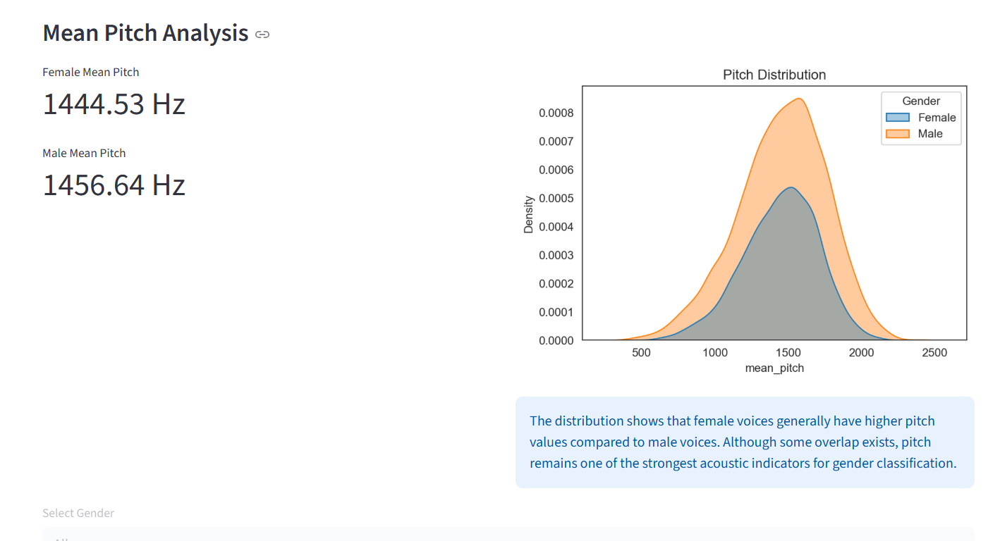 Mean Pitch Analysis
Female Mean Pitch
1444.53 Hz
Male Mean Pitch
1456.64 Hz
Pitch Distribution
Gender
Female
Male
Density
0.0008
0.0007
0.0006
0.0005
0.0004
0.0003
0.0002
0.0001
0.0000
500 1000 1500 2000 2500
mean_pitch
The distribution shows that female voices generally have higher pitch
values compared to male voices. Although some overlap exists, pitch
remains one of the strongest acoustic indicators for gender classification.
Select Gender